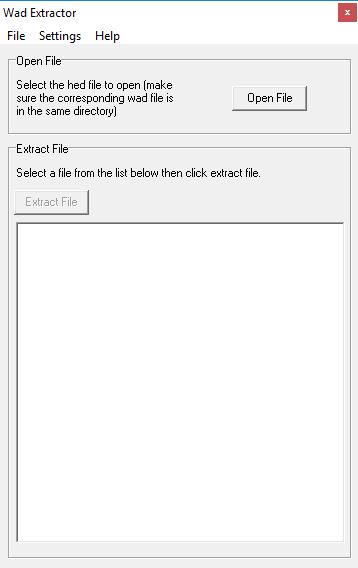 Wad Extractor
x
File Settings Help
Open File
Select the hed file to open (make
sure the corresponding wad file is
in the same directory)
Open File
Extract File
Select a file from the list below then click extract file.
Extract File